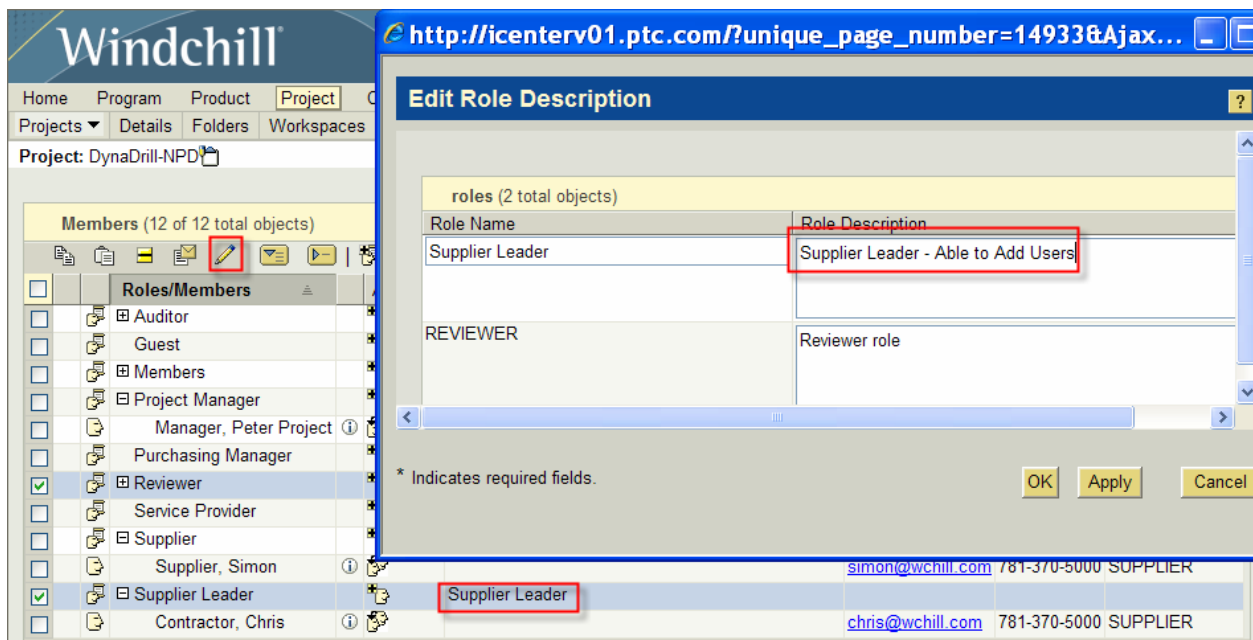 Windchill
http://icenterv01.ptc.com/?unique_page_number=14933&Ajax...
Home Program Product Project
Projects Details Folders Workspaces
Project: DynaDrill-NPD
Edit Role Description
?
roles (2 total objects)
Role Name Role Description
Supplier Leader Supplier Leader - Able to Add Users
REVIEWER Reviewer role
* Indicates required fields.
OK Apply Cancel
Members (12 of 12 total objects)
Roles/Members
Auditor
Guest
Members
Project Manager
Manager, Peter Project
Purchasing Manager
Reviewer
Service Provider
Supplier
Supplier, Simon simon@wchill.com 781-370-5000 SUPPLIER
Supplier Leader Supplier Leader
Contractor, Chris chris@wchill.com 781-370-5000 SUPPLIER